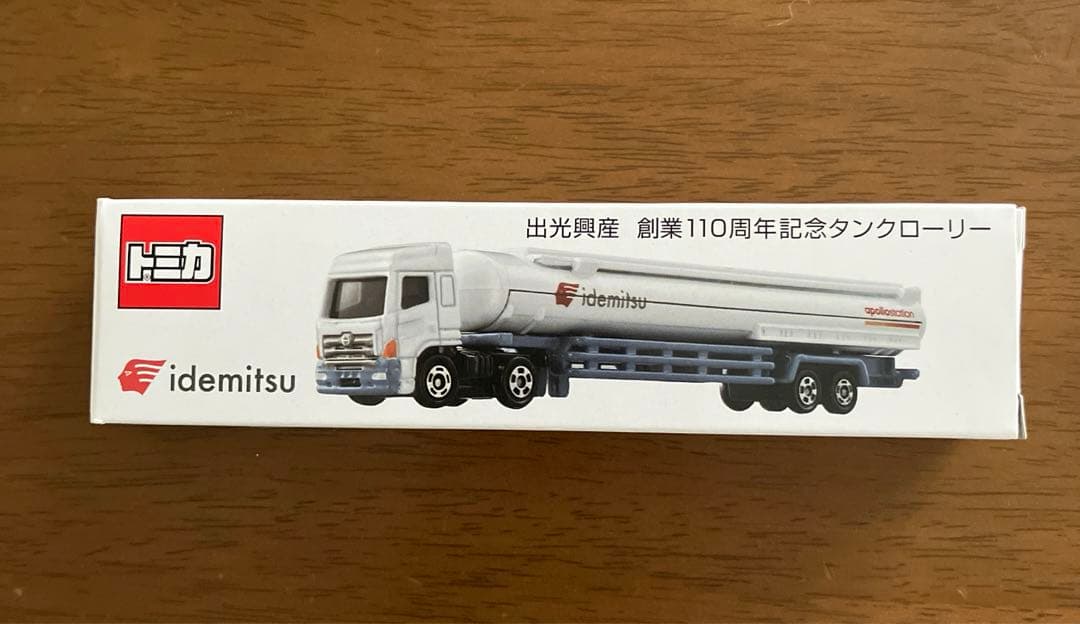 出光興産 創業110周年記念タンクローリー
トミカ
®
idemitsu
apollostation
idemitsu